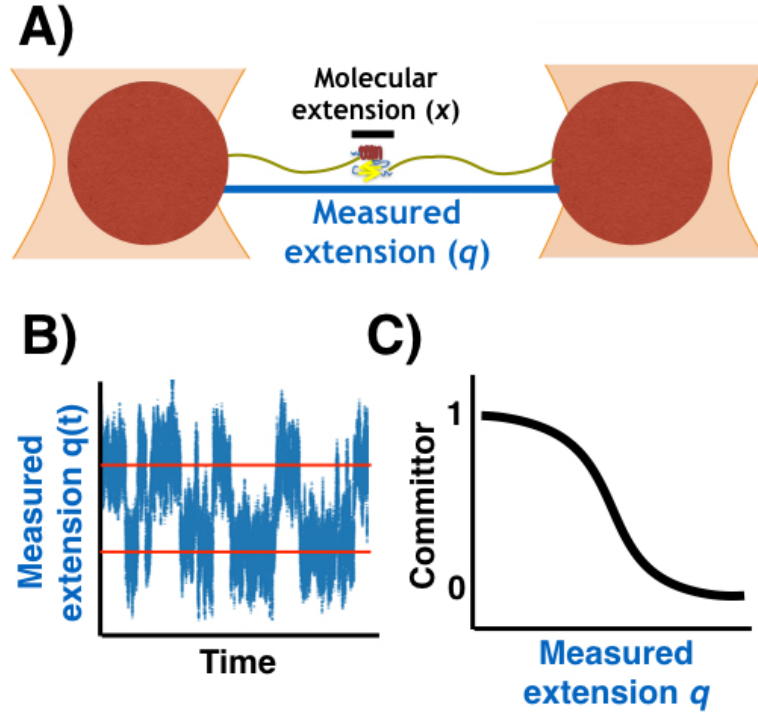 A)
Molecular
extension (x)
Measured
extension (q)
B)
Measured
extension q(t)
Time
C)
Committor
1
0
Measured
extension q